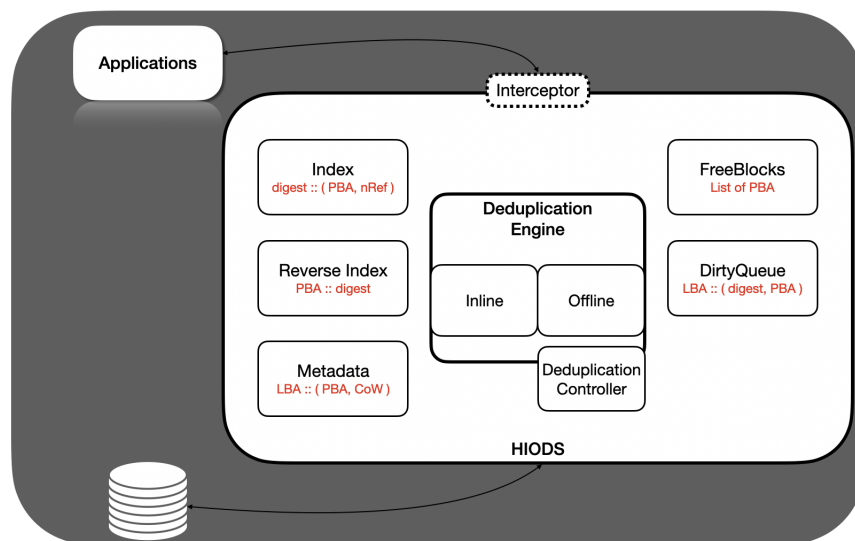 Applications
Interceptor
Index
digest :: ( PBA, nRef )
Reverse Index
PBA :: digest
Metadata
LBA :: ( PBA, CoW )
Deduplication
Engine
Inline
Offline
Deduplication
Controller
FreeBlocks
List of PBA
DirtyQueue
LBA :: ( digest, PBA )
HIODS